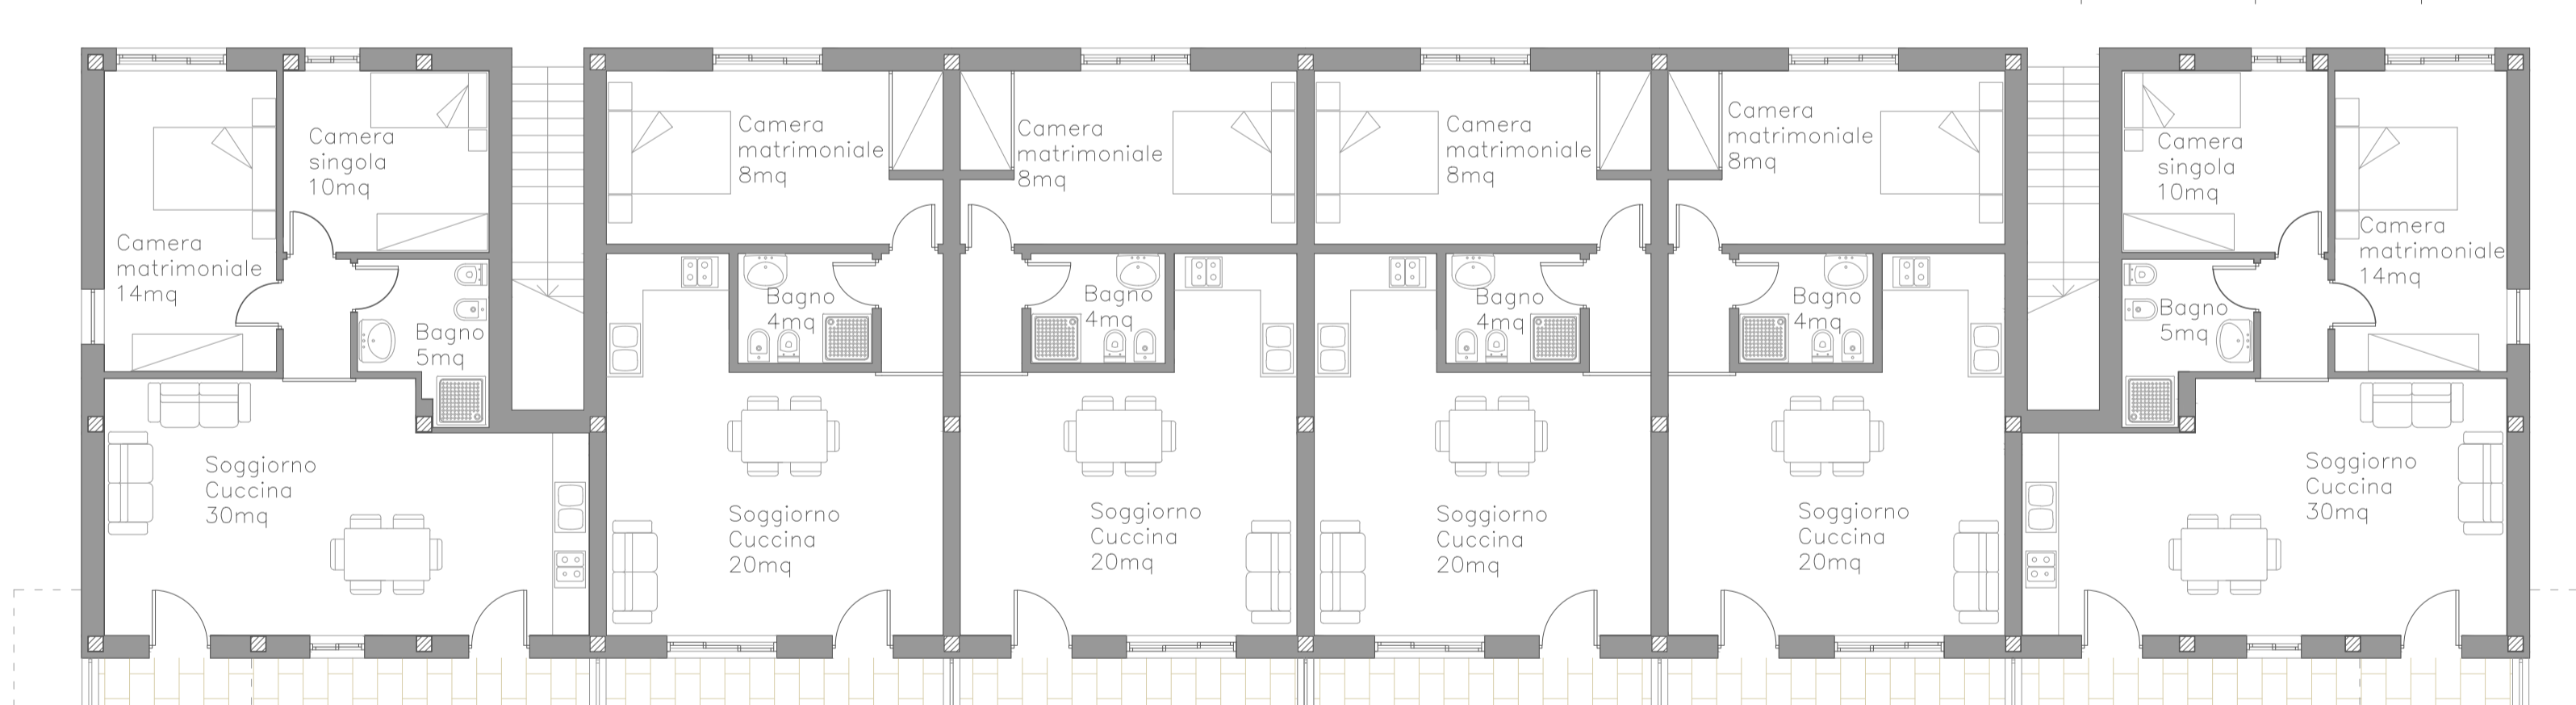 Camera
matrimoniale
14mq
Camera
singola
10mq
Bagno
5mq
Soggiorno
Cuccina
30mq
Camera
matrimoniale
8mq
Bagno
4mq
Soggiorno
Cuccina
20mq
Camera
matrimoniale
8mq
Bagno
4mq
Soggiorno
Cuccina
20mq
Camera
matrimoniale
8mq
Bagno
4mq
Soggiorno
Cuccina
20mq
Camera
matrimoniale
8mq
Bagno
4mq
Soggiorno
Cuccina
20mq
Camera
singola
10mq
Camera
matrimoniale
14mq
Bagno
5mq
Soggiorno
Cuccina
30mq